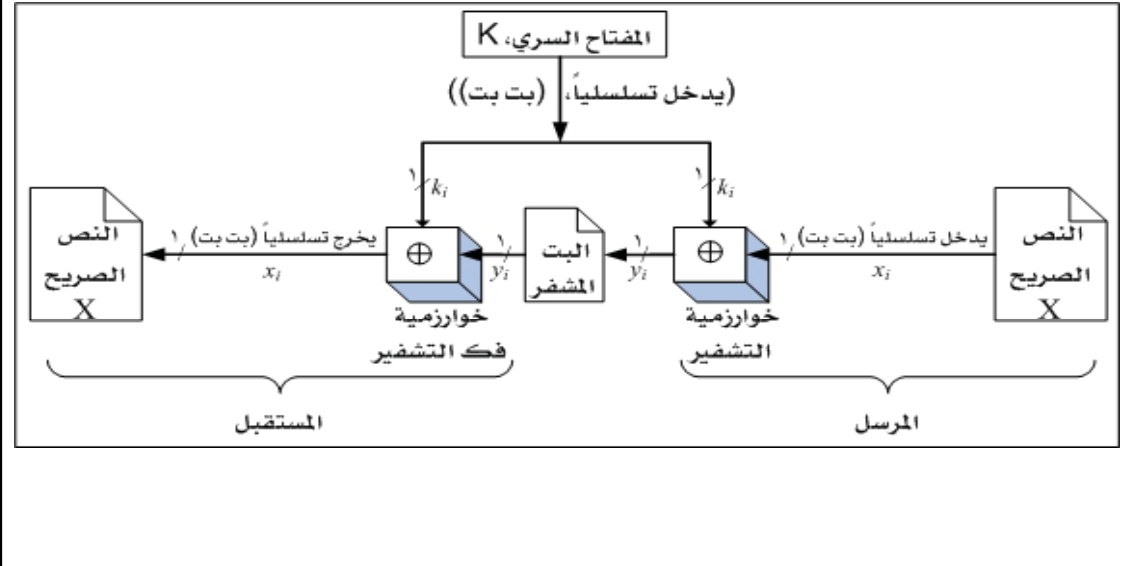 المفتاح السري، K
(يدخل تسلسلياً، (بت بت))
١
k_i
١
k_i
النص
الصريح
X
يدخل تسلسلياً (بت بت)
١
x_i
⊕
خوارزمية
التشفير
١
y_i
البت
المشفر
١
y_i
⊕
خوارزمية
فك التشفير
يخرج تسلسلياً (بت بت)
١
x_i
النص
الصريح
X
المرسل
المستقبل